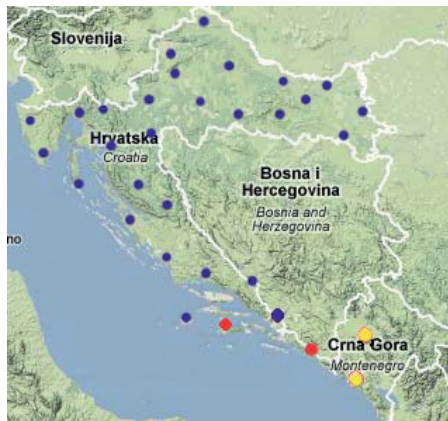 Slovenija
Hrvatska
Croatia
Bosna i
Hercegovina
Bosnia and
Herzegovina
no
Crna Gora
Montenegro